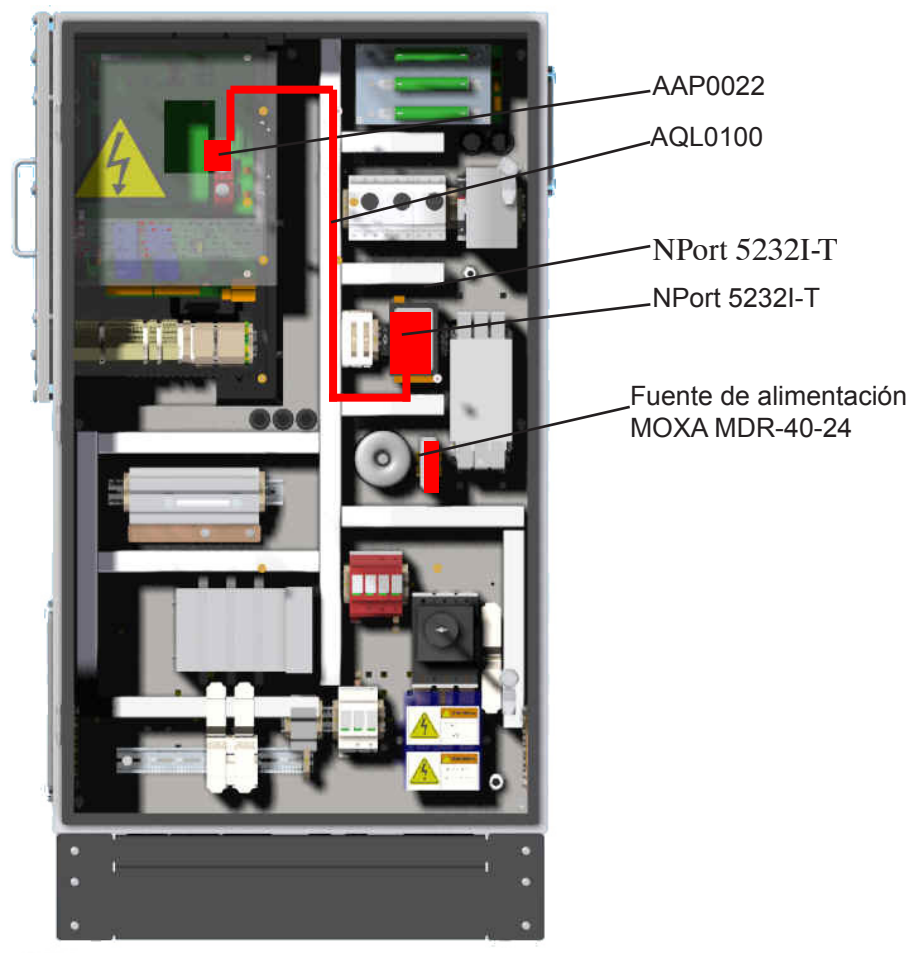 AAP0022
AQL0100
NPort 5232I-T
NPort 5232I-T
Fuente de alimentación
MOXA MDR-40-24